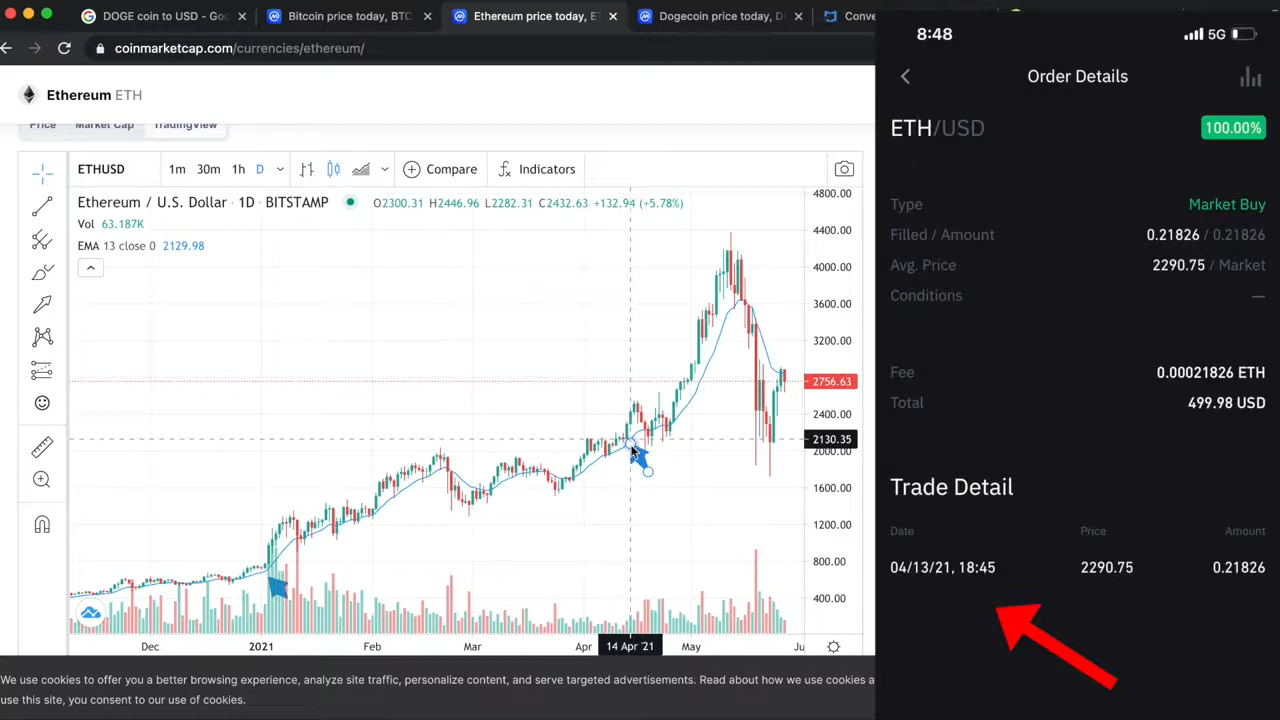 DOGE coin to USD - Goo
Bitcoin price today, BTC
Ethereum price today, ET
Dogecoin price today, D
Conve
coinmarketcap.com/currencies/ethereum/
Ethereum ETH
Price Market Cap TradingView
ETHUSD 1m 30m 1h D Compare Indicators
Ethereum / U.S. Dollar · 1D · BITSTAMP O2300.31 H2446.96 L2282.31 C2432.63 +132.94 (+5.78%)
Vol 63.187K
EMA 13 close 0 2129.98
4800.00
4400.00
4000.00
3600.00
3200.00
2756.63
2400.00
2130.35
2000.00
1600.00
1200.00
800.00
400.00
Dec 2021 Feb Mar Apr 14 Apr '21 May Ju
We use cookies to offer you a better browsing experience, analyze site traffic, personalize content, and serve targeted advertisements. Read about how we use cookies a
use this site, you consent to our use of cookies.
8:48 5G
Order Details
ETH/USD 100.00%
Type Market Buy
Filled / Amount 0.21826 / 0.21826
Avg. Price 2290.75 / Market
Conditions —
Fee 0.00021826 ETH
Total 499.98 USD
Trade Detail
Date Price Amount
04/13/21, 18:45 2290.75 0.21826